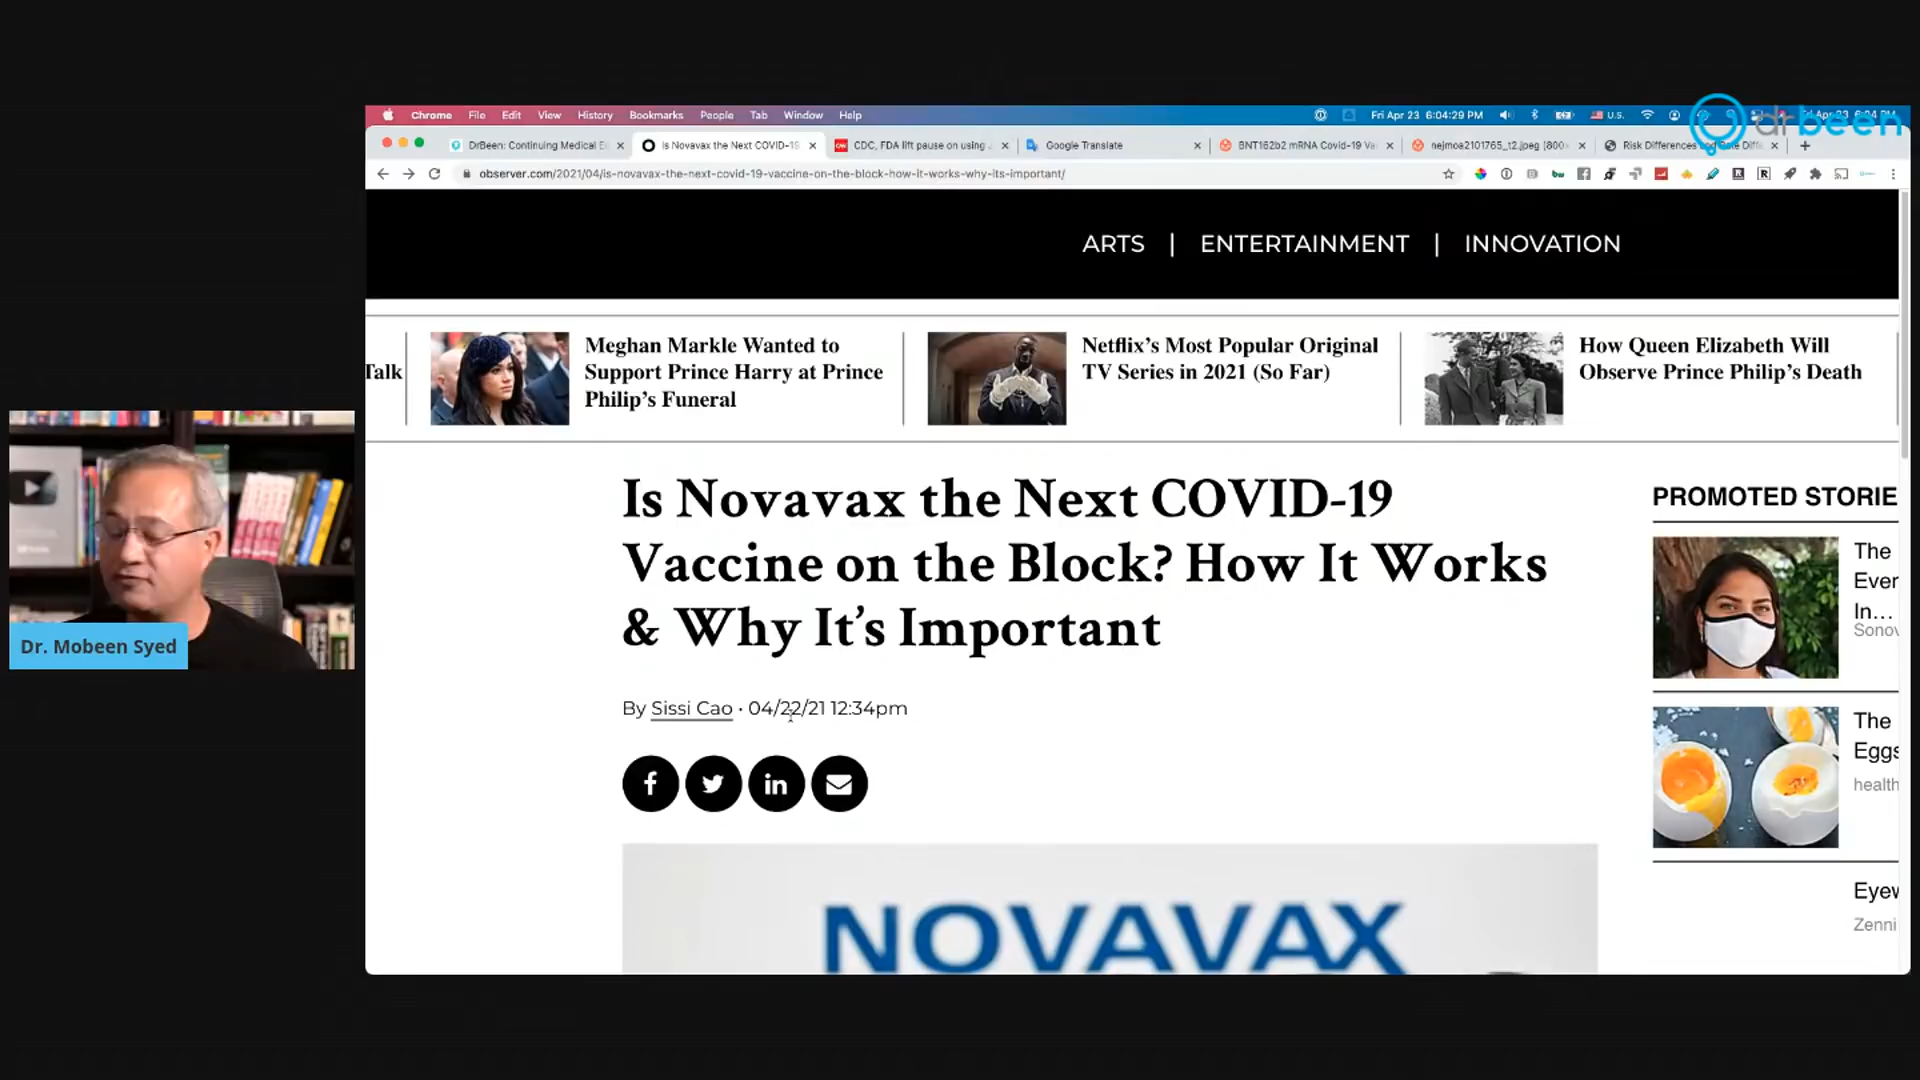 Chrome File Edit View History Bookmarks People Tab Window Help
Fri Apr 23 6:04:29 PM
U.S.
drbeen
DrBeen: Continuing Medical E
Is Novavax the Next COVID-19
CDC, FDA lift pause on using
Google Translate
BNT162b2 mRNA Covid-19 Va
nejmoa2101765_t2.jpeg (800×
Risk Differences and
observer.com/2021/04/is-novavax-the-next-covid-19-vaccine-on-the-block-how-it-works-why-its-important/
ARTS | ENTERTAINMENT | INNOVATION
Talk
Meghan Markle Wanted to
Support Prince Harry at Prince
Philip's Funeral
Netflix's Most Popular Original
TV Series in 2021 (So Far)
How Queen Elizabeth Will
Observe Prince Philip's Death
Is Novavax the Next COVID-19
Vaccine on the Block? How It Works
& Why It's Important
By Sissi Cao · 04/22/21 12:34pm
NOVAVAX
PROMOTED STORIE
The
Ever
In...
Sonov
The
Eggs
health
Eyew
Zenni
Dr. Mobeen Syed